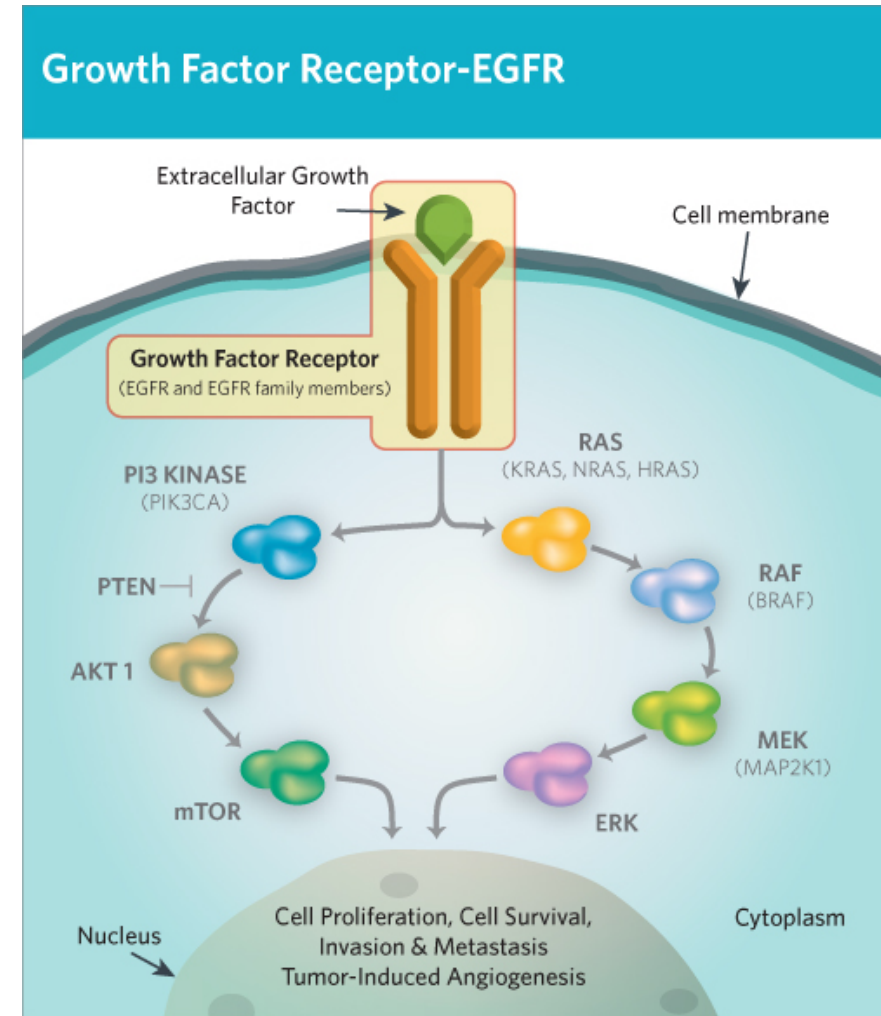 Growth Factor Receptor-EGFR
Extracellular Growth
Factor
Cell membrane
Growth Factor Receptor
(EGFR and EGFR family members)
RAS
(KRAS, NRAS, HRAS)
PI3 KINASE
(PIK3CA)
RAF
(BRAF)
PTEN
AKT 1
MEK
(MAP2K1)
mTOR
ERK
Cell Proliferation, Cell Survival,
Invasion & Metastasis
Tumor-Induced Angiogenesis
Cytoplasm
Nucleus